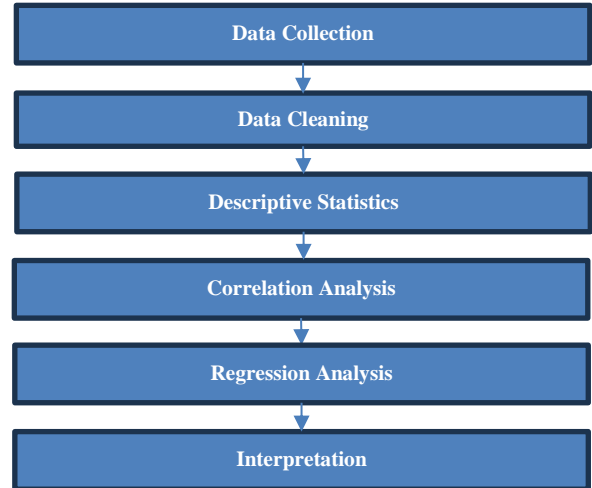 Data Collection
Data Cleaning
Descriptive Statistics
Correlation Analysis
Regression Analysis
Interpretation